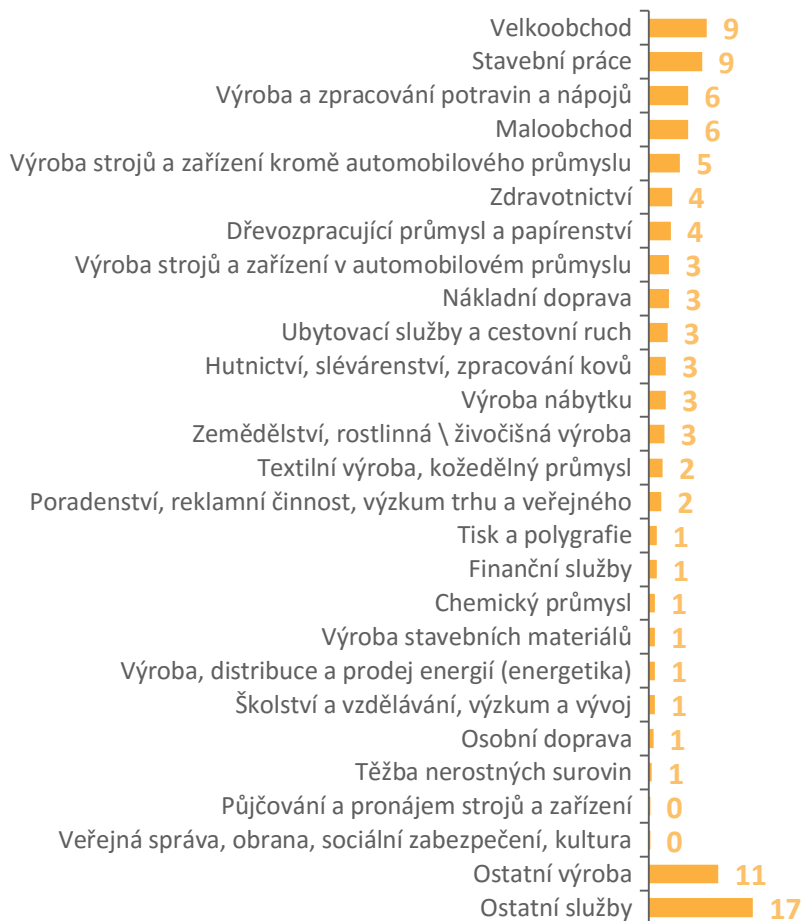 Velkoobchod 9
Stavební práce 9
Výroba a zpracování potravin a nápojů 6
Maloobchod 6
Výroba strojů a zařízení kromě automobilového průmyslu 5
Zdravotnictví 4
Dřevozpracující průmysl a papírenství 4
Výroba strojů a zařízení v automobilovém průmyslu 3
Nákladní doprava 3
Ubytovací služby a cestovní ruch 3
Hutnictví, slévárenství, zpracování kovů 3
Výroba nábytku 3
Zemědělství, rostlinná \ živočišná výroba 3
Textilní výroba, kožedělný průmysl 2
Poradenství, reklamní činnost, výzkum trhu a veřejného 2
Tisk a polygrafie 1
Finanční služby 1
Chemický průmysl 1
Výroba stavebních materiálů 1
Výroba, distribuce a prodej energií (energetika) 1
Školství a vzdělávání, výzkum a vývoj 1
Osobní doprava 1
Těžba nerostných surovin 1
Půjčování a pronájem strojů a zařízení 0
Veřejná správa, obrana, sociální zabezpečení, kultura 0
Ostatní výroba 11
Ostatní služby 17